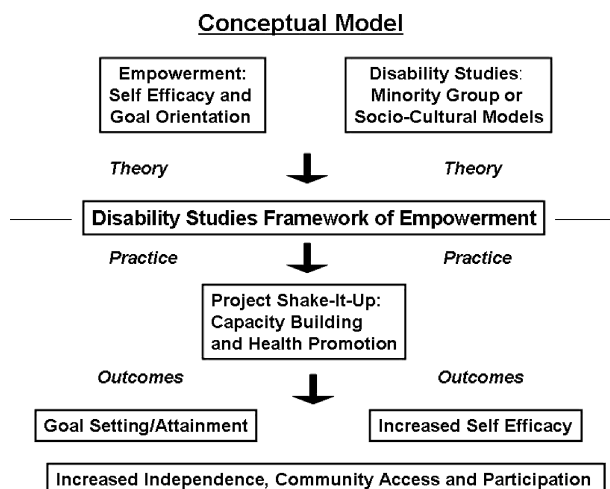 Conceptual Model
Empowerment:
Self Efficacy and
Goal Orientation
Disability Studies:
Minority Group or
Socio-Cultural Models
Theory
Theory
Disability Studies Framework of Empowerment
Practice
Practice
Project Shake-It-Up:
Capacity Building
and Health Promotion
Outcomes
Outcomes
Goal Setting/Attainment
Increased Self Efficacy
Increased Independence, Community Access and Participation